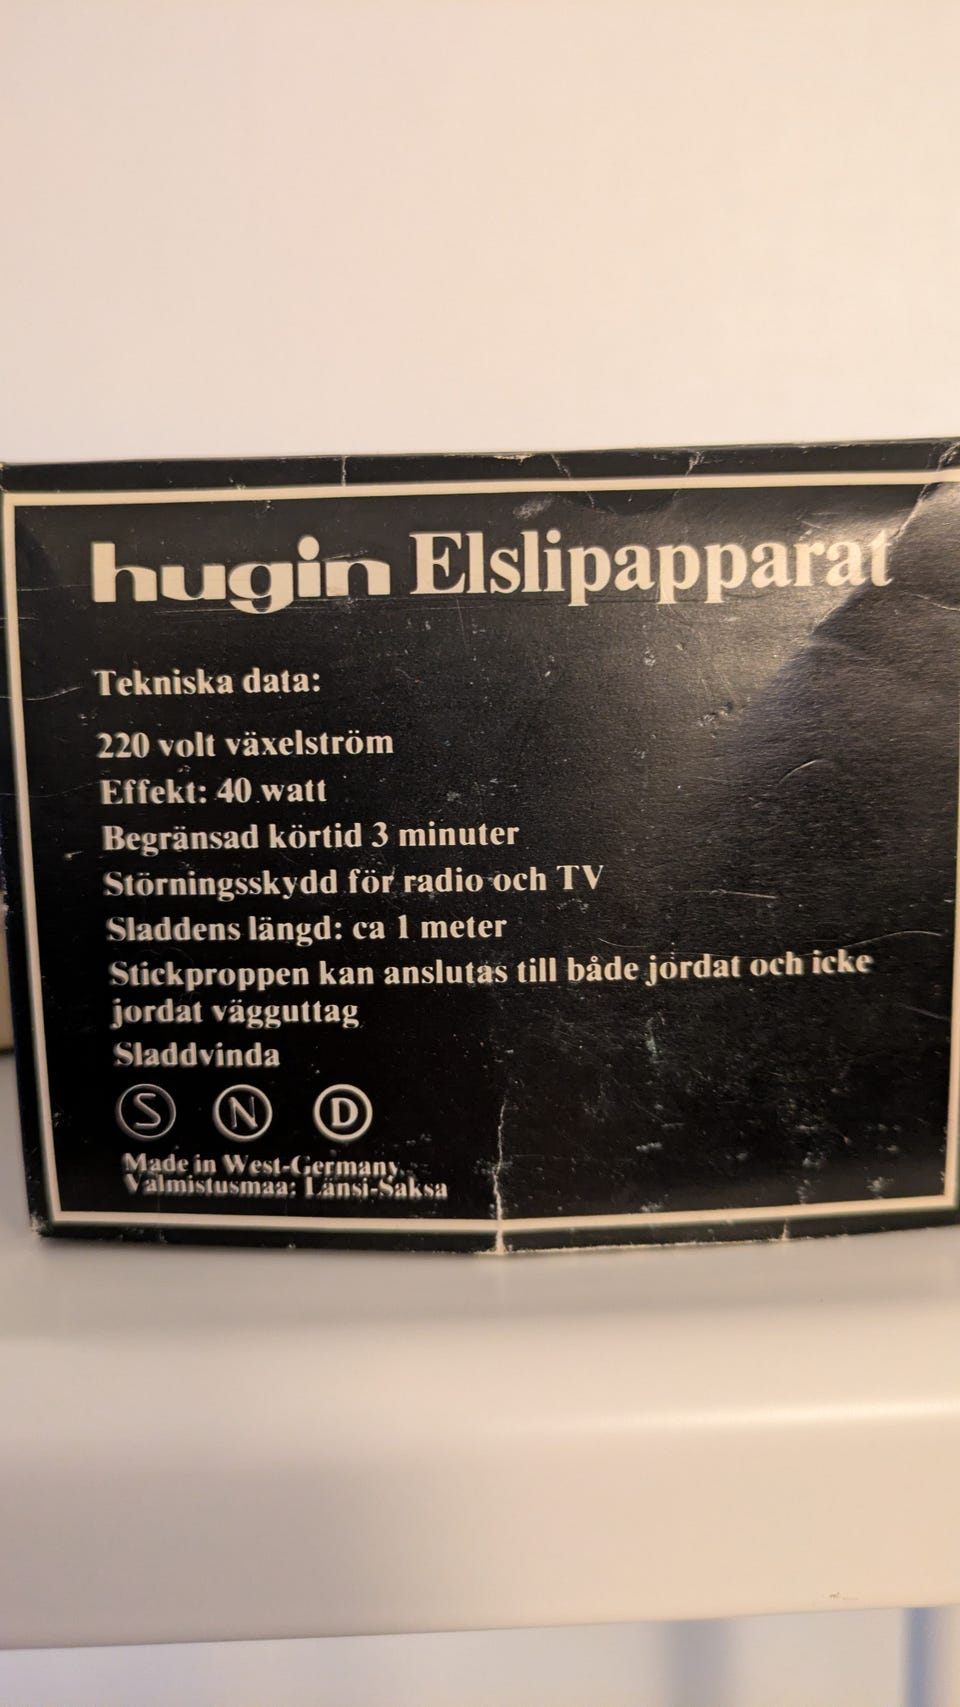 hugin Elslipapparat
Tekniska data:
220 volt växelström
Effekt: 40 watt
Begränsad körtid 3 minuter
Störningsskydd för radio och TV
Sladdens längd: ca 1 meter
Stickproppen kan anslutas till både jordat och icke
jordat vägguttag
Sladdvinda
S N D
Made in West-Germany
Valmistusmaa: Länsi-Saksa